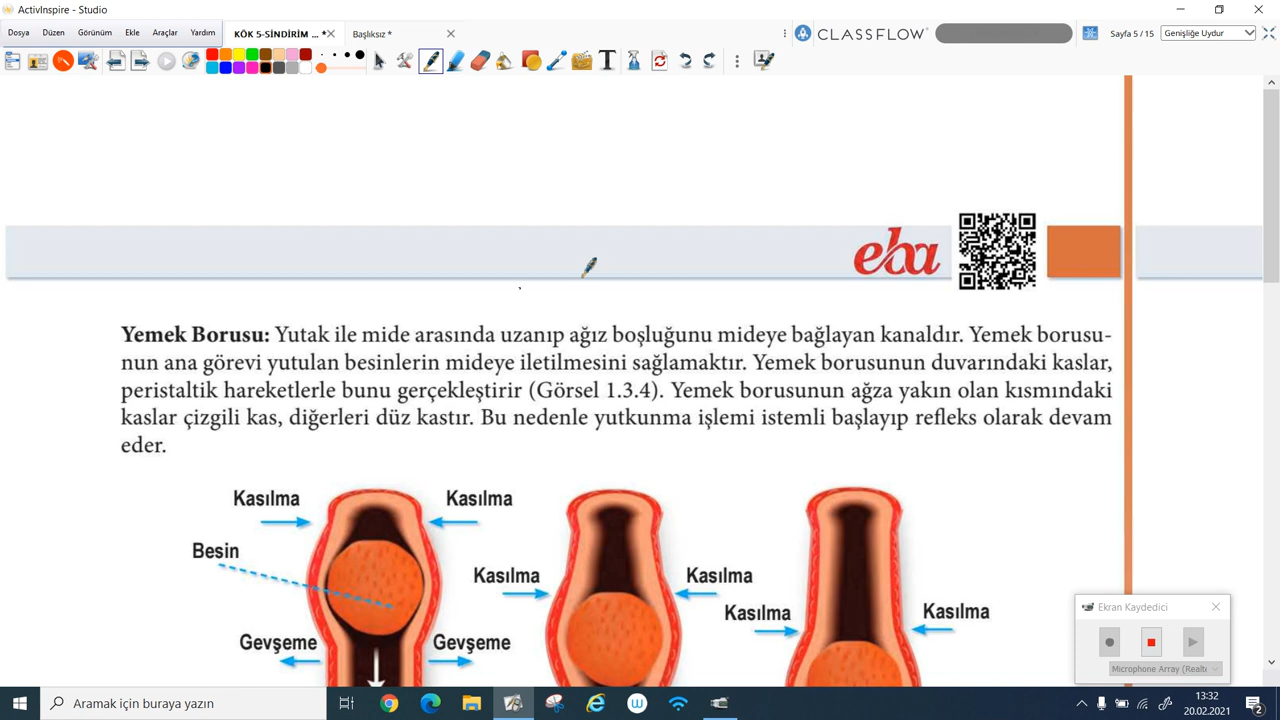 ActivInspire - Studio
Dosya Düzen Görünüm Ekle Araçlar Yardım
KÖK 5-SİNDİRİM ... *
Başlıksız *
CLASSFLOW
Sayfa 5 / 15
Genişliğe Uydur
eba
Yemek Borusu: Yutak ile mide arasında uzanıp ağız boşluğunu mideye bağlayan kanaldır. Yemek borusu-
nun ana görevi yutulan besinlerin mideye iletilmesini sağlamaktır. Yemek borusunun duvarındaki kaslar,
peristaltik hareketlerle bunu gerçekleştirir (Görsel 1.3.4). Yemek borusunun ağza yakın olan kısmındaki
kaslar çizgili kas, diğerleri düz kastır. Bu nedenle yutkunma işlemi istemli başlayıp refleks olarak devam
eder.
Kasılma Kasılma
Besin
Kasılma Kasılma
Kasılma Kasılma
Gevşeme Gevşeme
Ekran Kaydedici
Microphone Array (Realte
Aramak için buraya yazın
13:32
20.02.2021
2